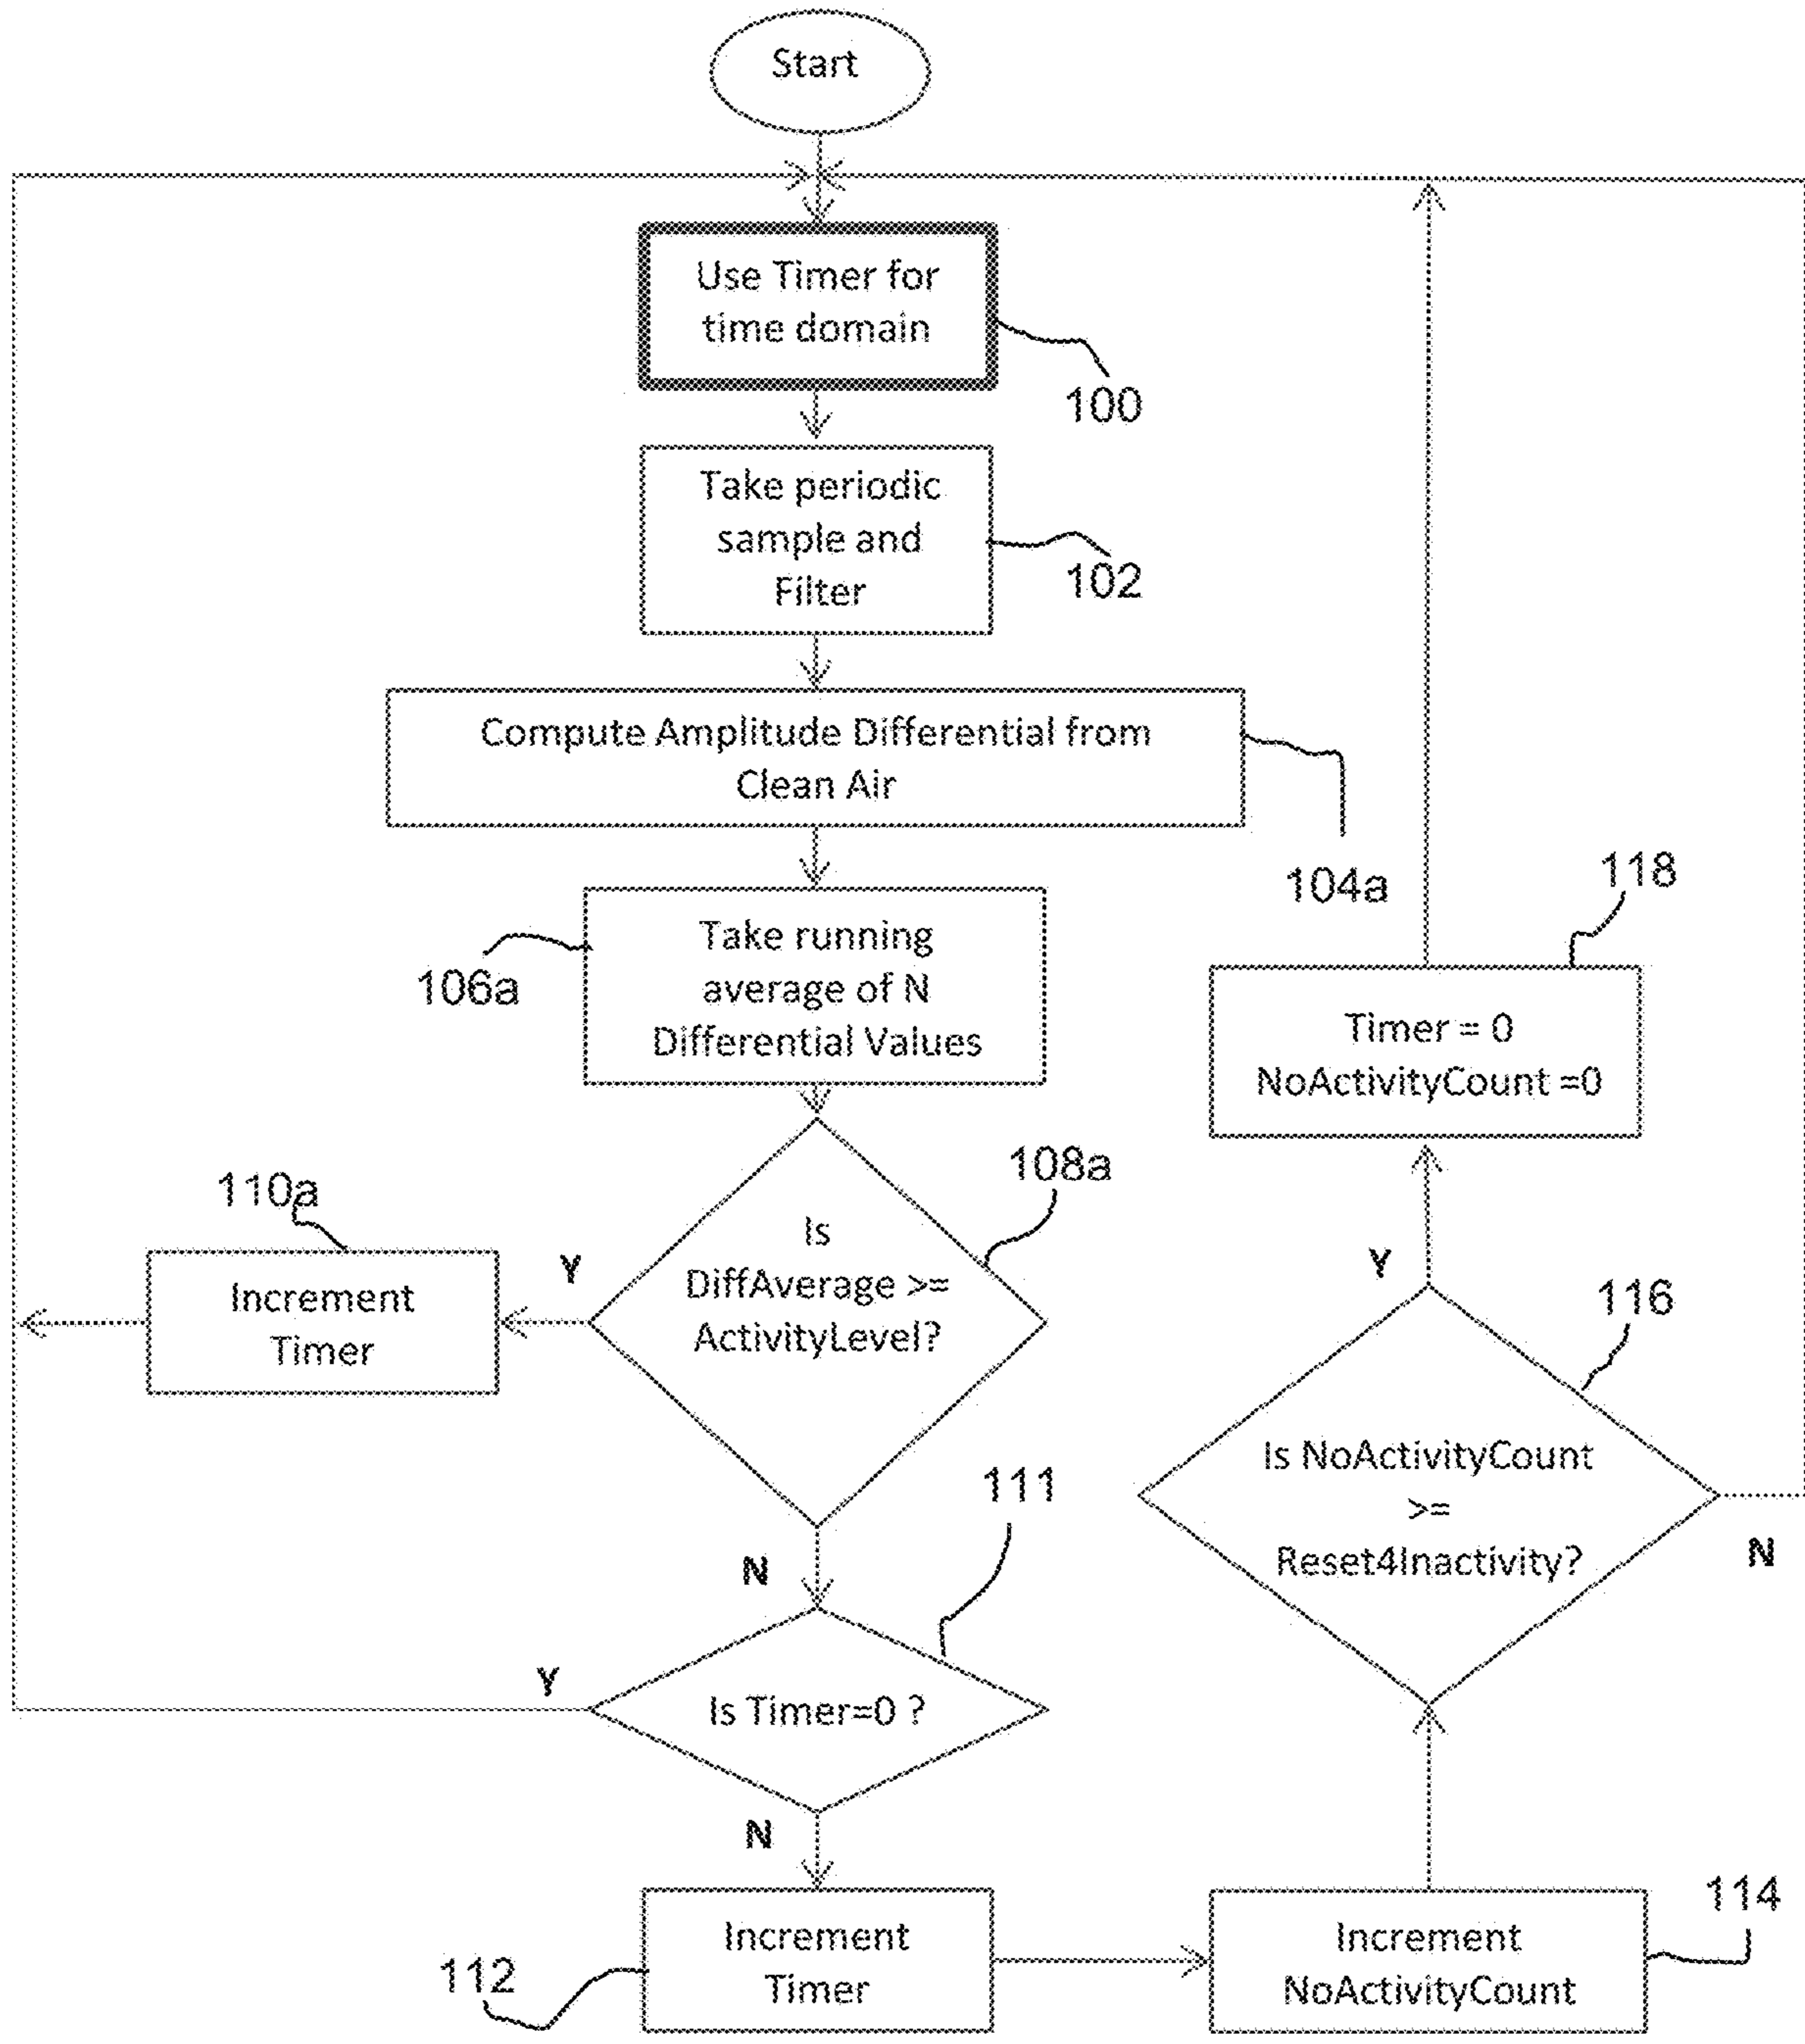 Start
Use Timer for
time domain
100
Take periodic
sample and
Filter
102
Compute Amplitude Differential from
Clean Air
104a
Take running
average of N
Differential Values
106a
118
Timer = 0
NoActivityCount =0
Is
DiffAverage >=
ActivityLevel?
108a
110a
Y
Increment
Timer
Y
116
Is NoActivityCount
>=
Reset4Inactivity?
N
N
111
Y
Is Timer=0 ?
N
Increment
Timer
112
Increment
NoActivityCount
114